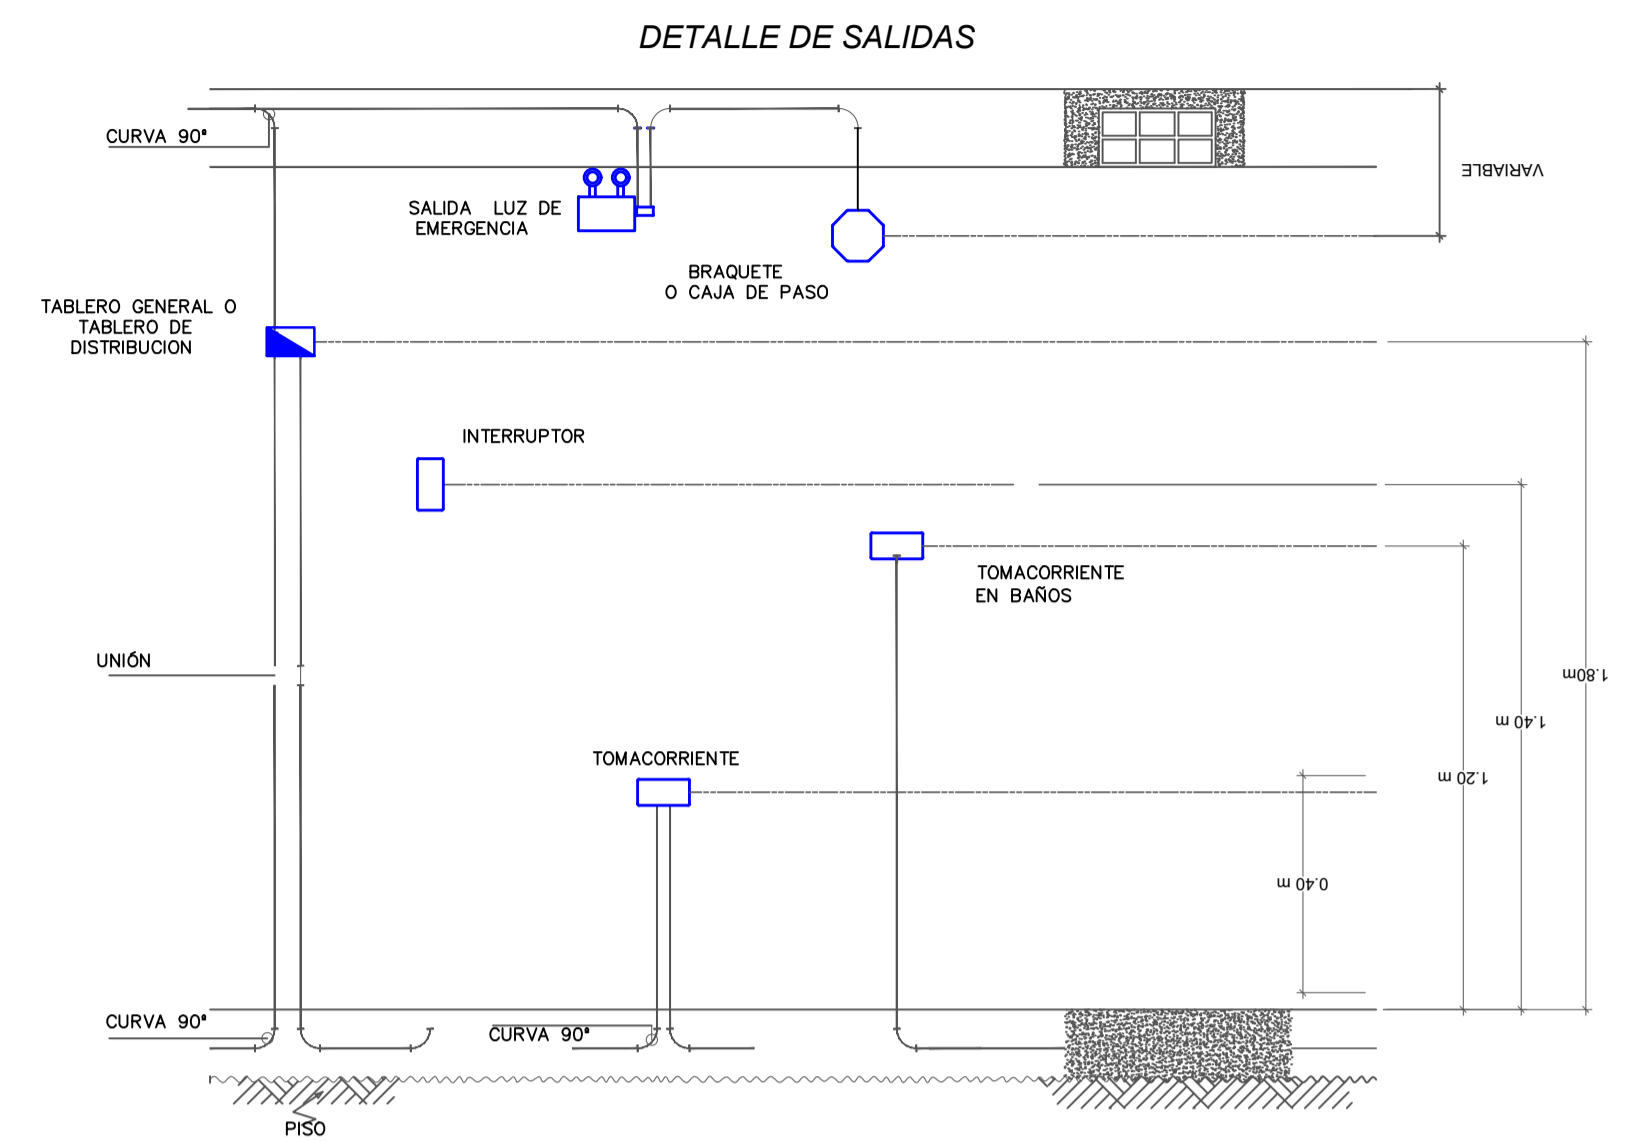 DETALLE DE SALIDAS
CURVA 90°
VARIABLE
SALIDA LUZ DE
EMERGENCIA
BRAQUETE
O CAJA DE PASO
TABLERO GENERAL O
TABLERO DE
DISTRIBUCION
INTERRUPTOR
TOMACORRIENTE
EN BAÑOS
UNIÓN
1.80m
1.40 m
TOMACORRIENTE
1.20 m
0.40 m
CURVA 90°
CURVA 90°
PISO